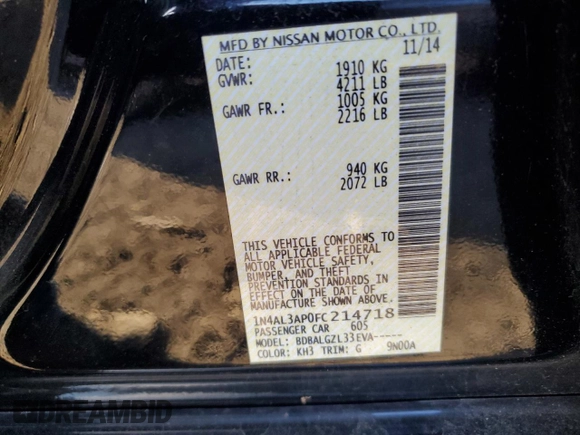 MFD BY NISSAN MOTOR CO., LTD.
DATE: 11/14
GVWR: 1910 KG
4211 LB
GAWR FR.: 1005 KG
2216 LB
GAWR RR.: 940 KG
2072 LB
THIS VEHICLE CONFORMS TO
ALL APPLICABLE FEDERAL
MOTOR VEHICLE SAFETY,
BUMPER, AND THEFT
PREVENTION STANDARDS IN
EFFECT ON THE DATE OF
MANUFACTURE SHOWN ABOVE.
1N4AL3AP0FC214718
PASSENGER CAR 605
MODEL: BDBALGZL33EVA-----
COLOR: KH3 TRIM: G 9N00A
DREAMBID